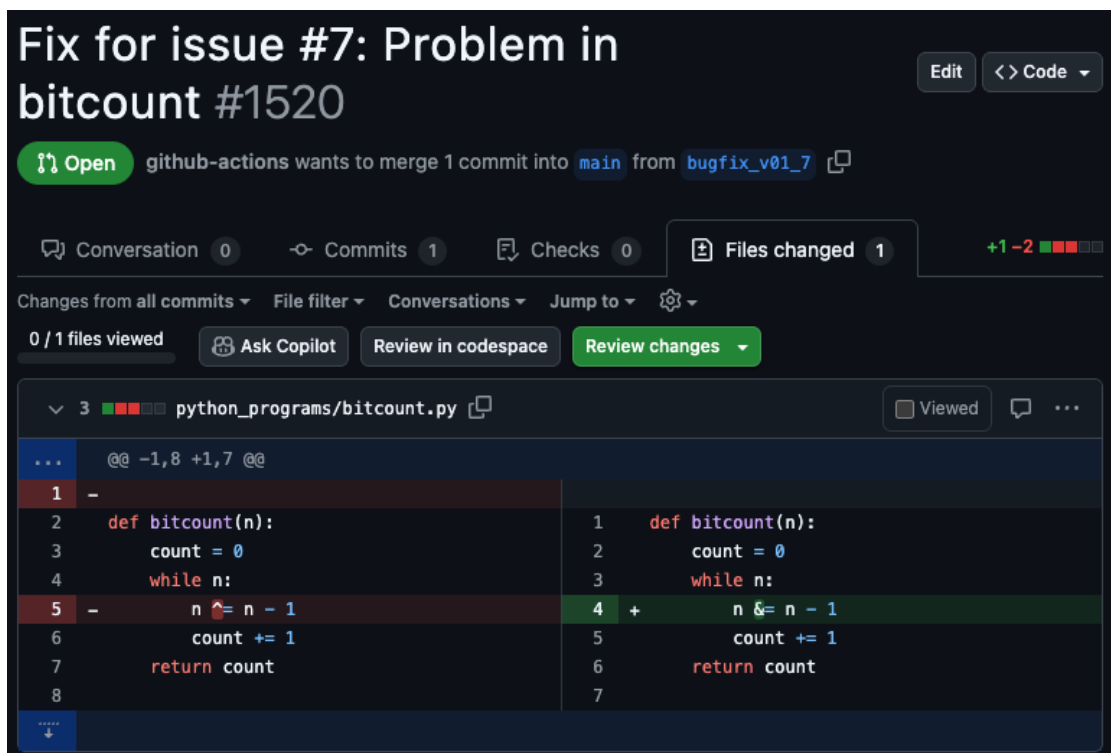 Fix for issue #7: Problem in
bitcount #1520
Edit
<> Code
Open
github-actions wants to merge 1 commit into main from bugfix_v01_7
Conversation 0
Commits 1
Checks 0
Files changed 1
+1 −2
Changes from all commits
File filter
Conversations
Jump to
0 / 1 files viewed
Ask Copilot
Review in codespace
Review changes
3 python_programs/bitcount.py
Viewed
...
@@ -1,8 +1,7 @@
1 -
2 def bitcount(n):
3     count = 0
4     while n:
5 -         n ^= n - 1
6         count += 1
7     return count
8
1 def bitcount(n):
2     count = 0
3     while n:
4 +         n &= n - 1
5         count += 1
6     return count
7